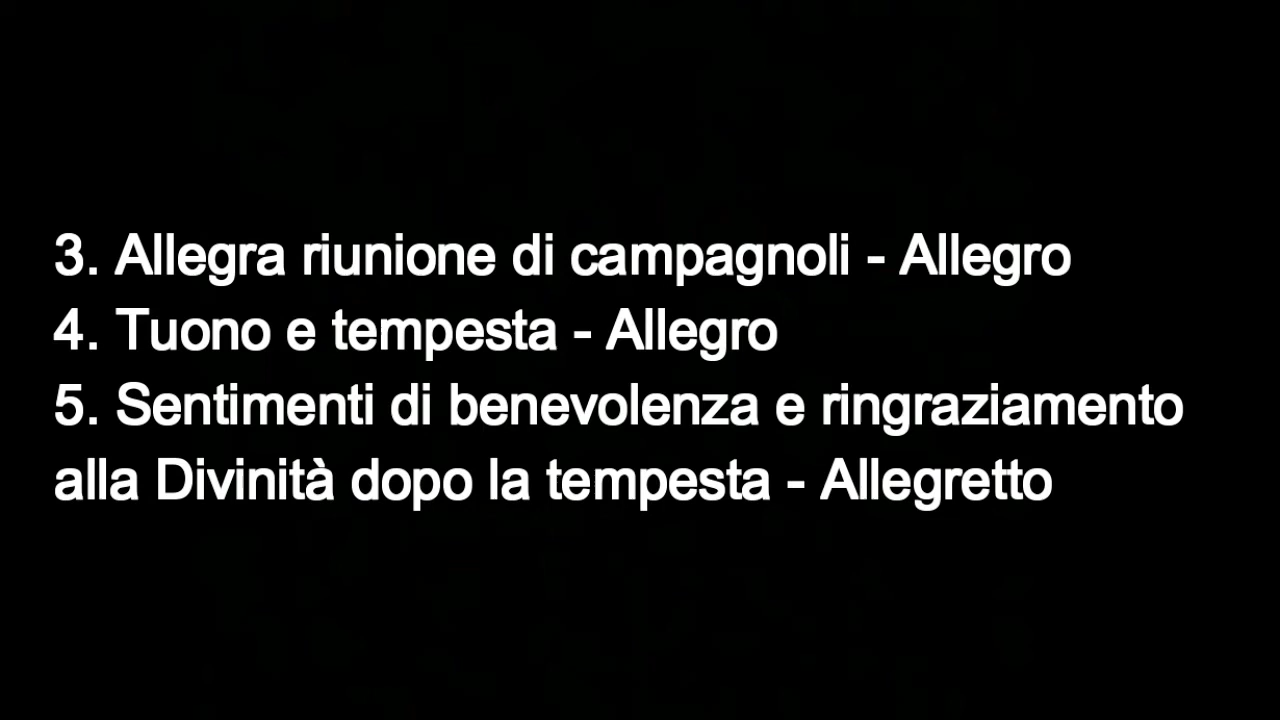 3. Allegra riunione di campagnoli - Allegro
4. Tuono e tempesta - Allegro
5. Sentimenti di benevolenza e ringraziamento
alla Divinità dopo la tempesta - Allegretto